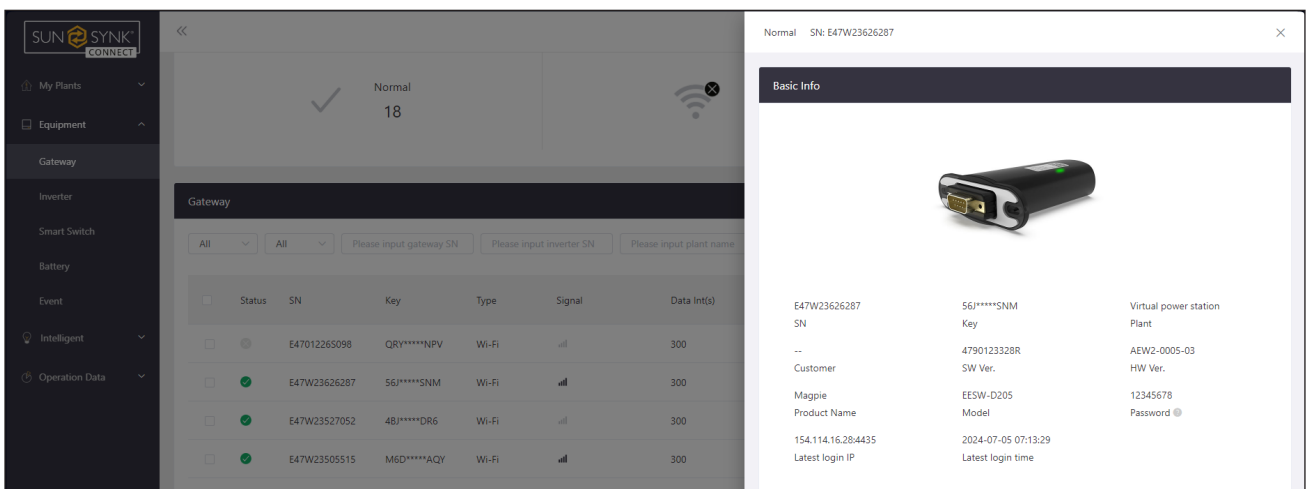 SUN SYNK
CONNECT
My Plants
Equipment
Gateway
Inverter
Smart Switch
Battery
Event
Intelligent
Operation Data
Normal
18
Gateway
All All Please input gateway SN Please input inverter SN Please input plant name
Status SN Key Type Signal Data Int(s)
E47012265098 QRY*****NPV Wi-Fi 300
E47W23626287 56J*****SNM Wi-Fi 300
E47W23527052 4BJ*****DR6 Wi-Fi 300
E47W23505515 M6D*****AQY Wi-Fi 300
Normal SN: E47W23626287
Basic Info
E47W23626287 56J*****SNM Virtual power station
SN Key Plant
-- 4790123328R AEW2-0005-03
Customer SW Ver. HW Ver.
Magpie EESW-D205 12345678
Product Name Model Password
154.114.16.28:4435 2024-07-05 07:13:29
Latest login IP Latest login time